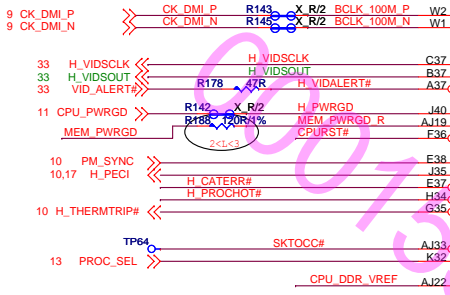 9 CK_DMI_P CK_DMI_P R143 X_R/2 BCLK_100M_P W2
9 CK_DMI_N CK_DMI_N R145 X_R/2 BCLK_100M_N W1
33 H_VIDSCLK H_VIDSCLK C37
33 H_VIDSOUT H_VIDSOUT B37
33 VID_ALERT# R178 47R H_VIDALERT# A37
11 CPU_PWRGD R142 X_R/2 H_PWRGD J40
MEM_PWRGD R188 120R/1% MEM_PWRGD_R AJ19
CPURST# F36
2<L<3
10 PM_SYNC E38
10,17 H_PECI J35
H_CATERR# E37
H_PROCHOT# H34
10 H_THERMTRIP# G35
TP64 SKTOCC# AJ33
13 PROC_SEL K32
CPU_DDR_VREF AJ22